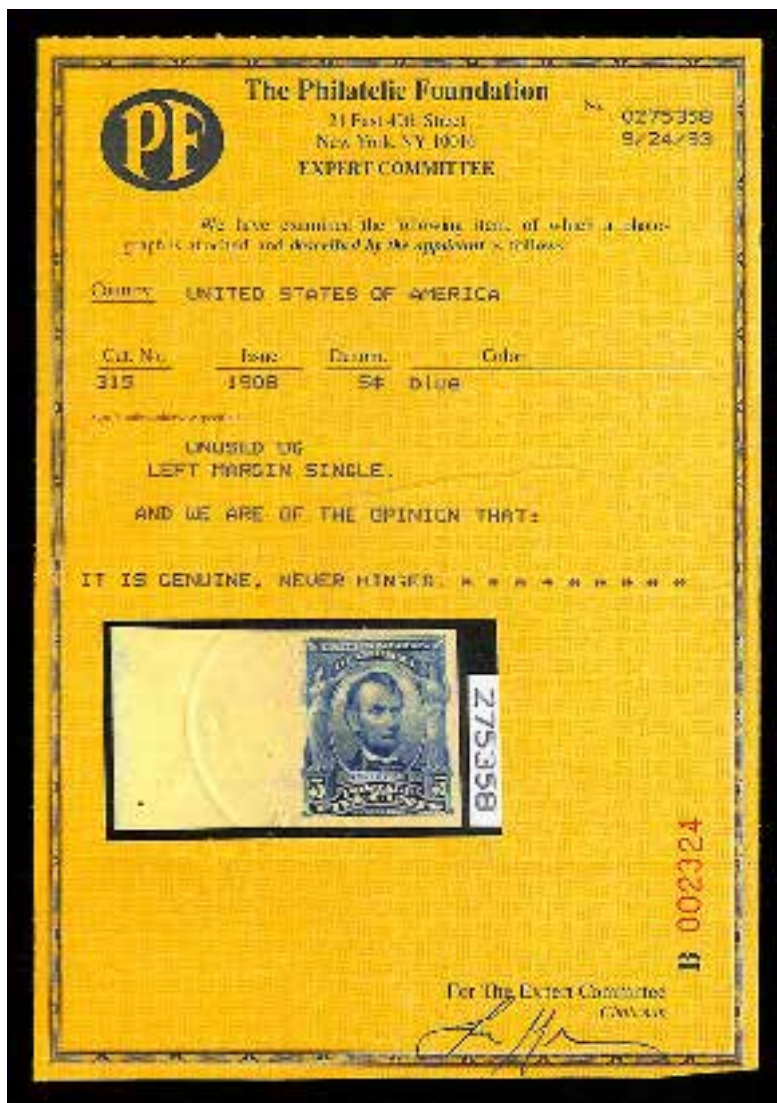 The Philatelic Foundation
PF
21 East 40th Street
New York, NY 10016
EXPERT COMMITTEE
No. 0275358
9/24/93
We have examined the following item, of which a photo-
graph is attached and described by the applicant as follows:
Country UNITED STATES OF AMERICA
Cat. No. Issue Denom. Color
315 1908 5¢ blue
UNUSED OG
LEFT MARGIN SINGLE.
AND WE ARE OF THE OPINION THAT:
IT IS GENUINE, NEVER HINGED. * * * * * * * * *
275358
B 002324
For The Expert Committee
Chairman